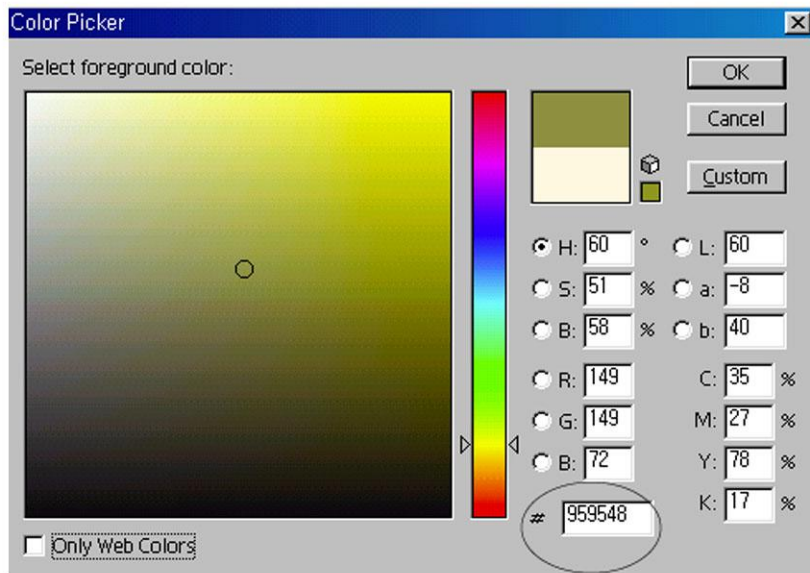 Color Picker
Select foreground color:
OK
Cancel
Custom
H: 60 ° L: 60
S: 51 % a: -8
B: 58 % b: 40
R: 149 C: 35 %
G: 149 M: 27 %
B: 72 Y: 78 %
# 959548 K: 17 %
Only Web Colors